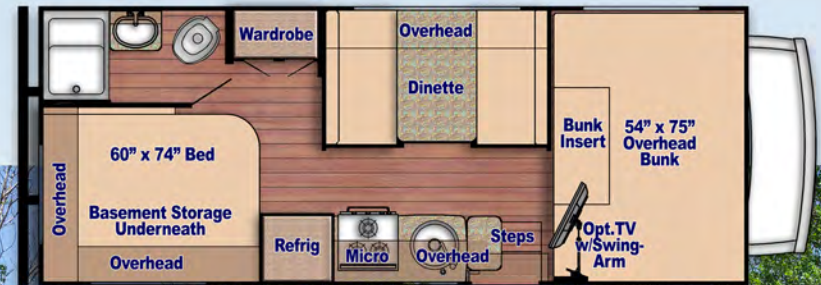 Wardrobe
Overhead
Dinette
60” x 74” Bed
Basement Storage
Underneath
Overhead
Overhead
Refrig
Micro
Overhead
Steps
Bunk
Insert
54” x 75”
Overhead
Bunk
Opt.TV
w/Swing-
Arm